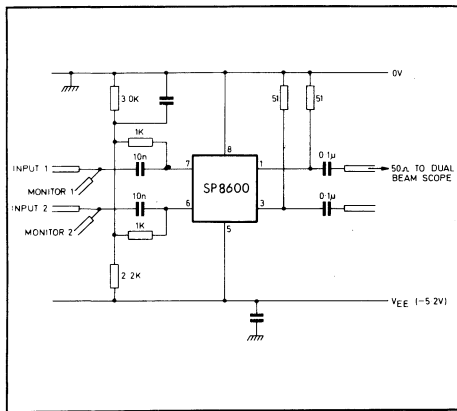 0V
3.0K
51
51
1K
8
INPUT 1
10n
7
1
0.1µ
50Ω TO DUAL
BEAM SCOPE
MONITOR 1
SP8600
INPUT 2
10n
6
3
0.1µ
MONITOR 2
1K
5
2.2K
VEE (-5.2V)